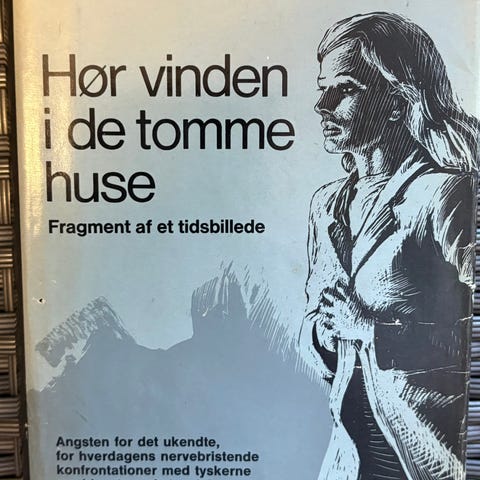 Hør vinden
i de tomme
huse
Fragment af et tidsbillede
Angsten for det ukendte,
for hverdagens nervebristende
konfrontationer med tyskerne